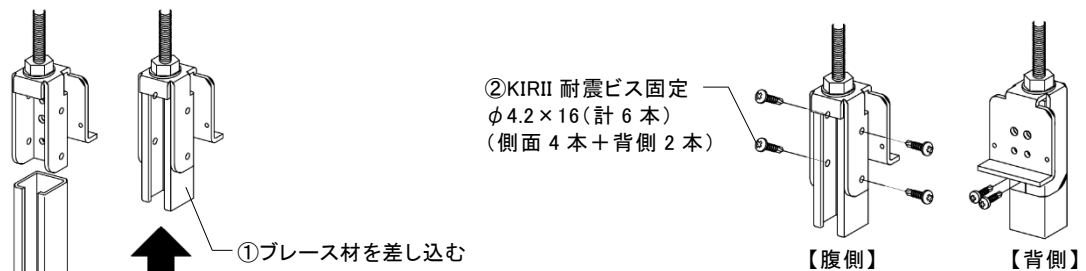 ②KIRII 耐震ビス固定
φ4.2×16(計 6 本)
(側面 4 本+背側 2 本)
①ブレース材を差し込む
【腹側】
【背側】